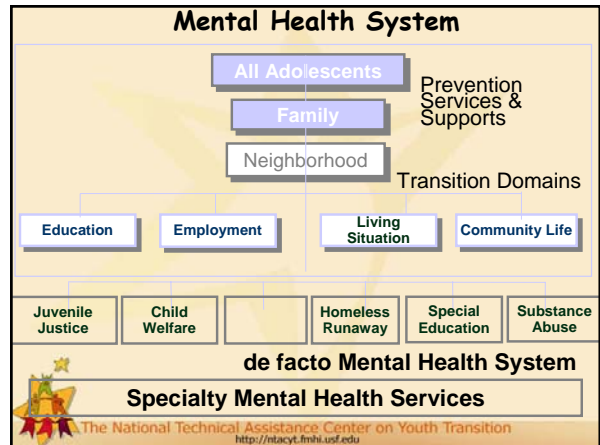 Mental Health System
All Adolescents
Prevention
Services &
Supports
Family
Neighborhood
Transition Domains
Education
Employment
Living
Situation
Community Life
Juvenile
Justice
Child
Welfare
Homeless
Runaway
Special
Education
Substance
Abuse
de facto Mental Health System
Specialty Mental Health Services
The National Technical Assistance Center on Youth Transition
http://ntacyt.fmhi.usf.edu